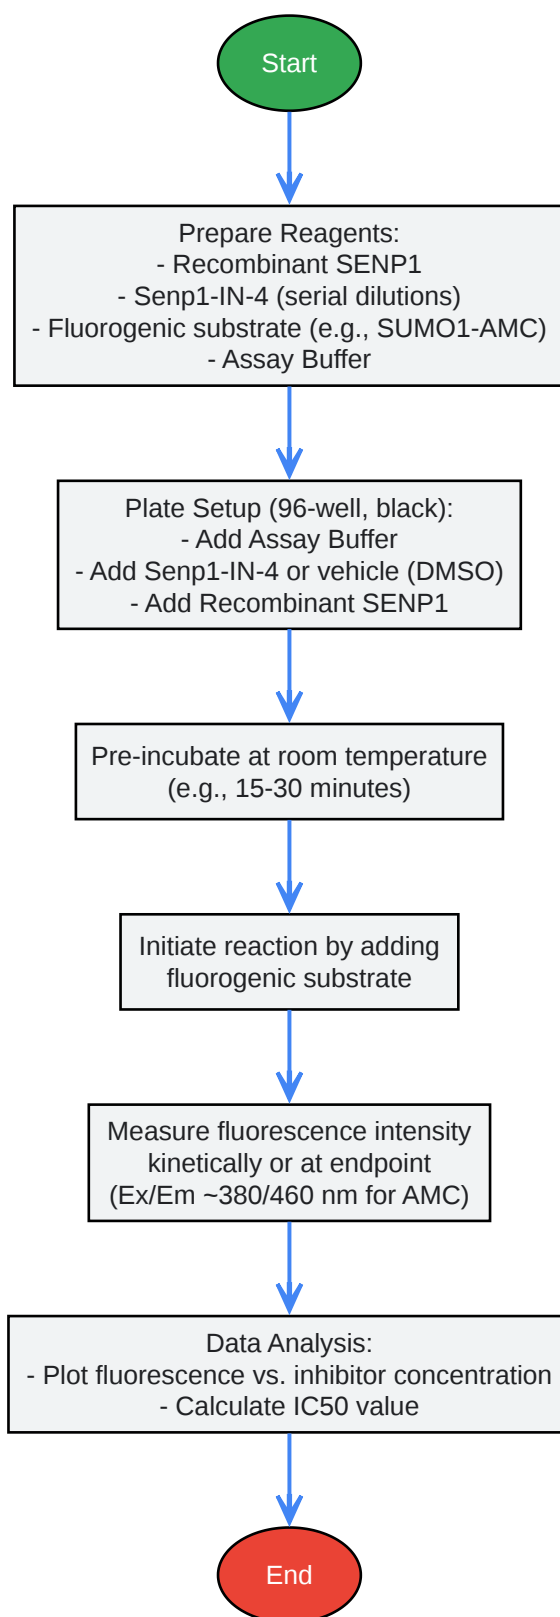 Start
Prepare Reagents:
- Recombinant SENP1
- Senp1-IN-4 (serial dilutions)
- Fluorogenic substrate (e.g., SUMO1-AMC)
- Assay Buffer
Plate Setup (96-well, black):
- Add Assay Buffer
- Add Senp1-IN-4 or vehicle (DMSO)
- Add Recombinant SENP1
Pre-incubate at room temperature
(e.g., 15-30 minutes)
Initiate reaction by adding
fluorogenic substrate
Measure fluorescence intensity
kinetically or at endpoint
(Ex/Em ~380/460 nm for AMC)
Data Analysis:
- Plot fluorescence vs. inhibitor concentration
- Calculate IC50 value
End